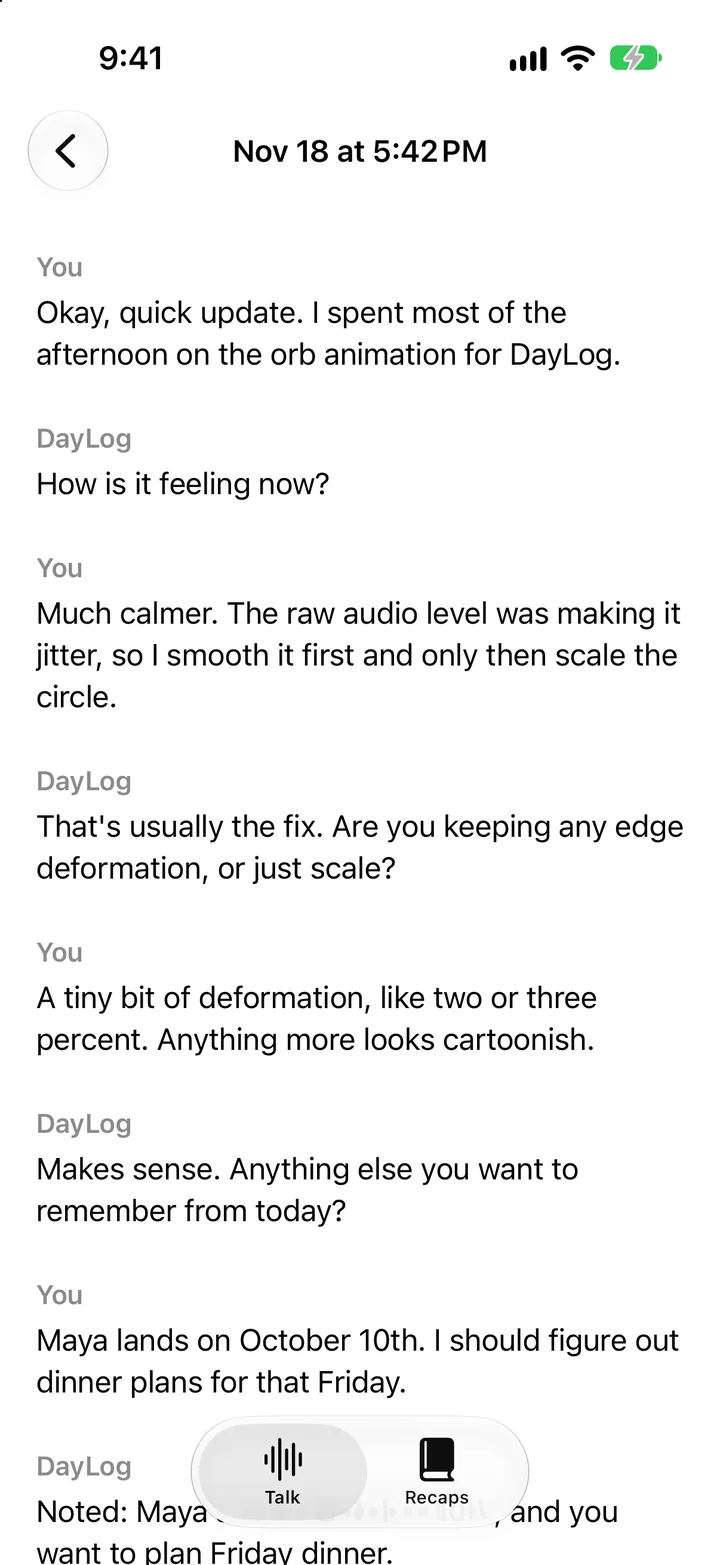 9:41
Nov 18 at 5:42 PM
You
Okay, quick update. I spent most of the
afternoon on the orb animation for DayLog.
DayLog
How is it feeling now?
You
Much calmer. The raw audio level was making it
jitter, so I smooth it first and only then scale the
circle.
DayLog
That's usually the fix. Are you keeping any edge
deformation, or just scale?
You
A tiny bit of deformation, like two or three
percent. Anything more looks cartoonish.
DayLog
Makes sense. Anything else you want to
remember from today?
You
Maya lands on October 10th. I should figure out
dinner plans for that Friday.
DayLog
Noted: Maya , and you
want to plan Friday dinner.
Talk
Recaps